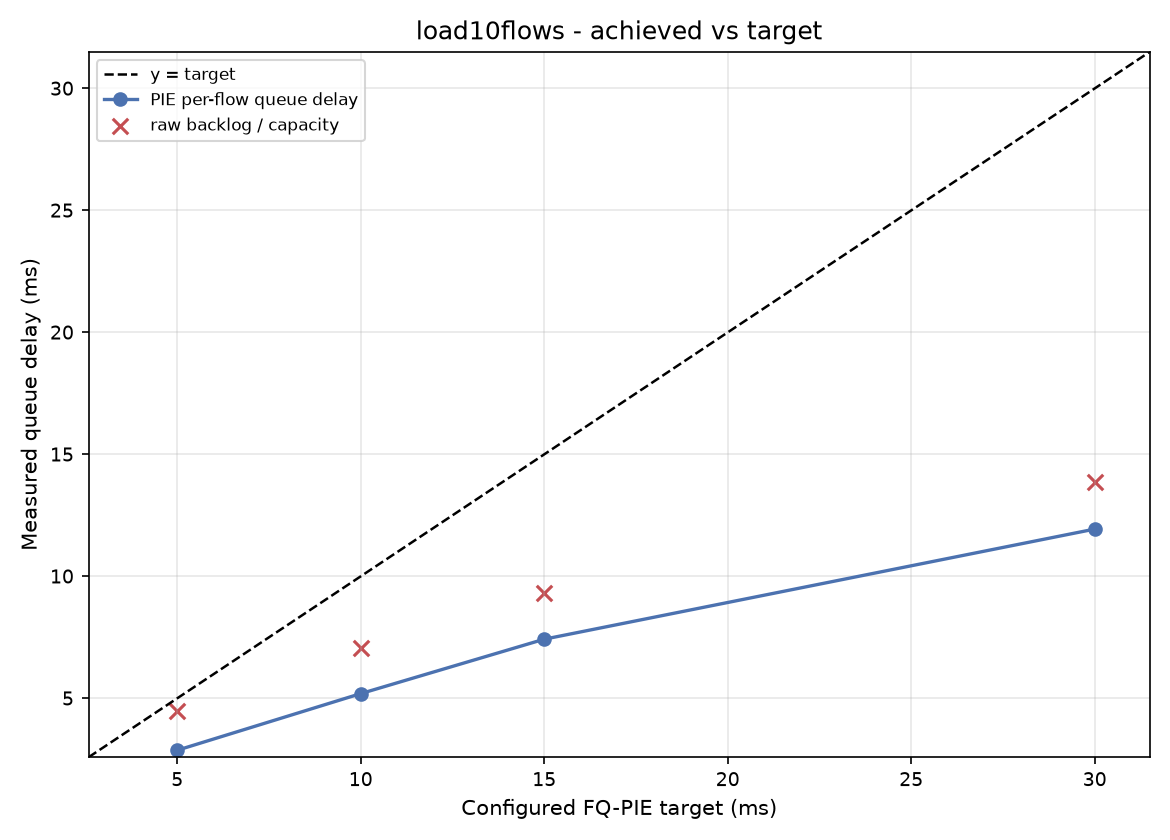 load10flows - achieved vs target
y = target
PIE per-flow queue delay
raw backlog / capacity
Measured queue delay (ms)
30
25
20
15
10
5
5 10 15 20 25 30
Configured FQ-PIE target (ms)